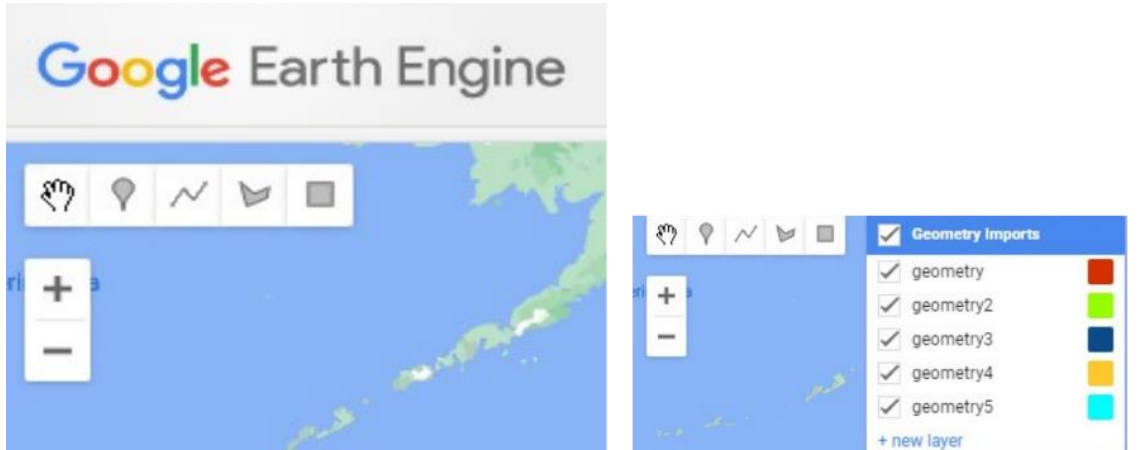 Google Earth Engine
+
−
+
−
Geometry Imports
geometry
geometry2
geometry3
geometry4
geometry5
+ new layer